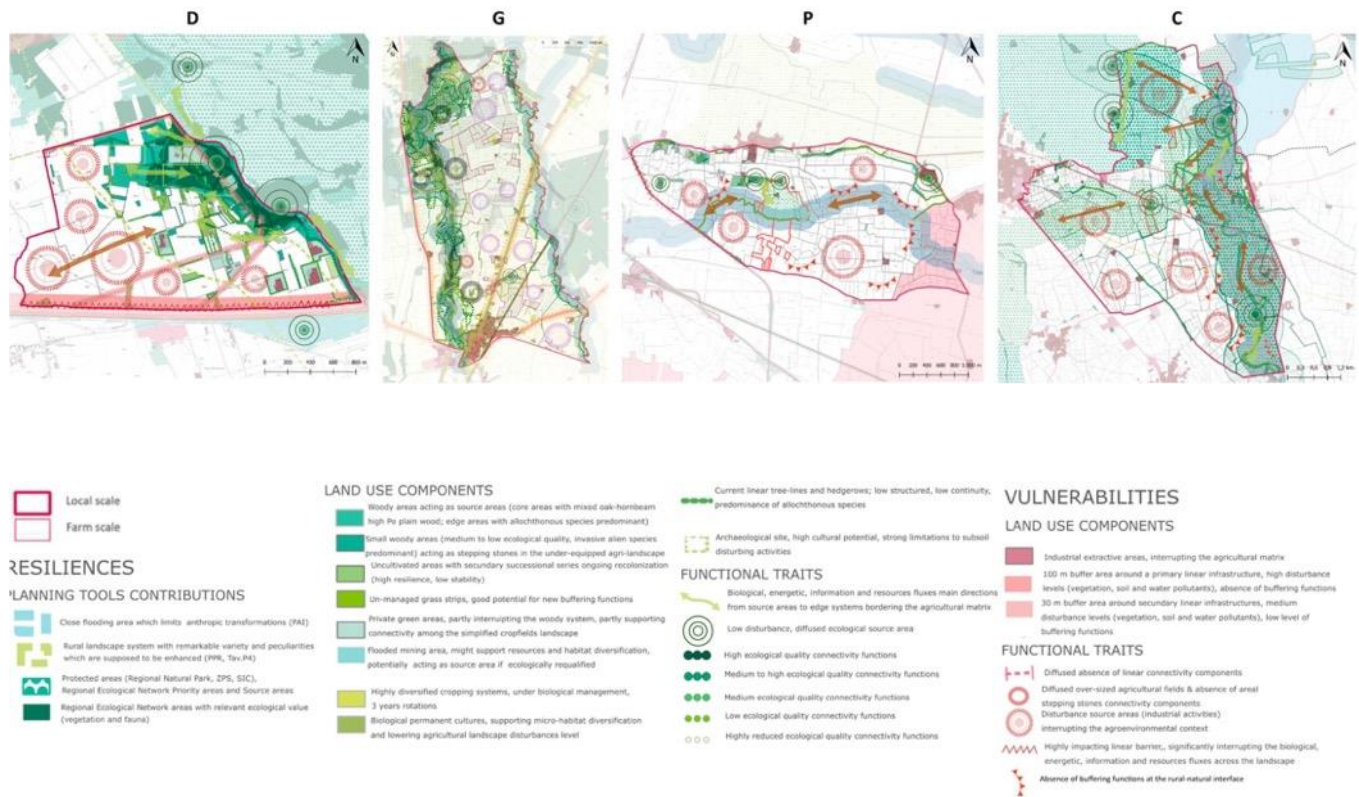 D
G
P
C
N
N
N
N
0 200 400 600 800 m
0 200 400 600 800 1.000 m
Local scale
Farm scale
RESILIENCES
PLANNING TOOLS CONTRIBUTIONS
Close flooding area which limits anthropic transformations (PAI)
Rural landscape system with remarkable variety and peculiarities
which are supposed to be enhanced (PPR, Tav.P4)
Protected areas (Regional Natural Park, ZPS, SIC),
Regional Ecological Network Priority areas and Source areas
Regional Ecological Network areas with relevant ecological value
(vegetation and fauna)
LAND USE COMPONENTS
Woody areas acting as source areas (core areas with mixed oak-hornbeam
high Po plain wood; edge areas with allochthonous species predominant)
Small woody areas (medium to low ecological quality, invasive alien species
predominant) acting as stepping stones in the under-equipped agri-landscape
Uncultivated areas with secundary successional series ongoing recolonization
(high resilience, low stability)
Un-managed grass strips, good potential for new buffering functions
Private green areas, partly interrupting the woody system, partly supporting
connectivity among the simplified cropfields landscape
Flooded mining area, might support resources and habitat diversification,
potentially acting as source area if ecologically requalified
Highly diversified cropping systems, under biological management,
3 years rotations
Biological permanent cultures, supporting micro-habitat diversification
and lowering agricultural landscape disturbances level
Current linear tree-lines and hedgerows; low structured, low continuity,
predominance of allochthonous species
Archaeological site, high cultural potential, strong limitations to subsoil
disturbing activities
FUNCTIONAL TRAITS
Biological, energetic, information and resources fluxes main directions
from source areas to edge systems bordering the agricultural matrix
Low disturbance, diffused ecological source area
High ecological quality connectivity functions
Medium to high ecological quality connectivity functions
Medium ecological quality connectivity functions
Low ecological quality connectivity functions
Highly reduced ecological quality connectivity functions
VULNERABILITIES
LAND USE COMPONENTS
Industrial extractive areas, interrupting the agricultural matrix
100 m buffer area around a primary linear infrastructure, high disturbance
levels (vegetation, soil and water pollutants), absence of buffering functions
30 m buffer area around secundary linear infrastructures, medium
disturbance levels (vegetation, soil and water pollutants), low level of
buffering functions
FUNCTIONAL TRAITS
Diffused absence of linear connectivity components
Diffused over-sized agricultural fields & absence of areal
stepping stones connectivity components
Disturbance source areas (industrial activities)
interrupting the agroenvironmental context
Highly impacting linear barrier,, significantly interrupting the biological,
energetic, information and resources fluxes across the landscape
Absence of buffering functions at the rural-natural interface